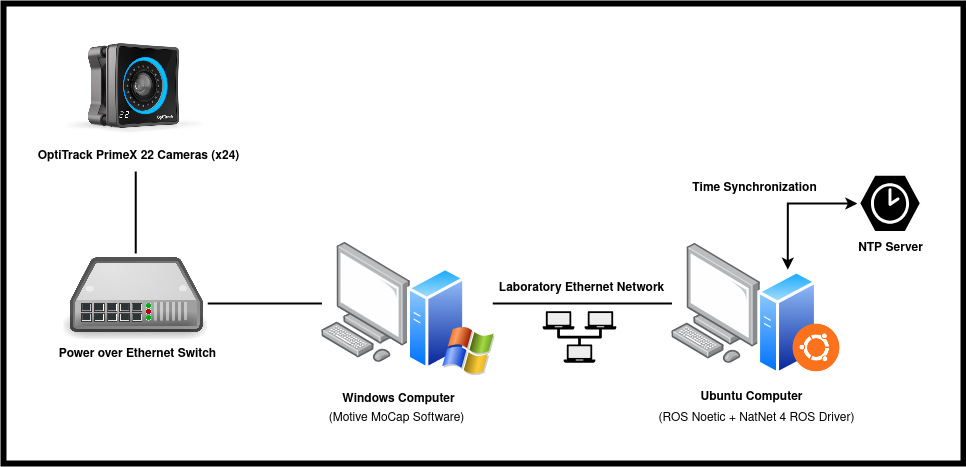 22
OptiTrack
OptiTrack PrimeX 22 Cameras (x24)
Time Synchronization
NTP Server
Laboratory Ethernet Network
Power over Ethernet Switch
Windows Computer
(Motive MoCap Software)
Ubuntu Computer
(ROS Noetic + NatNet 4 ROS Driver)